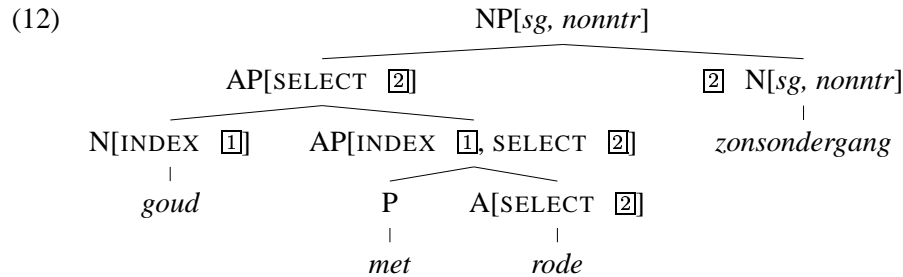 (12) NP[sg, nonntr]
AP[SELECT 2] 2 N[sg, nonntr]
N[INDEX 1] AP[INDEX 1, SELECT 2] zonsondergang
goud P A[SELECT 2]
met rode